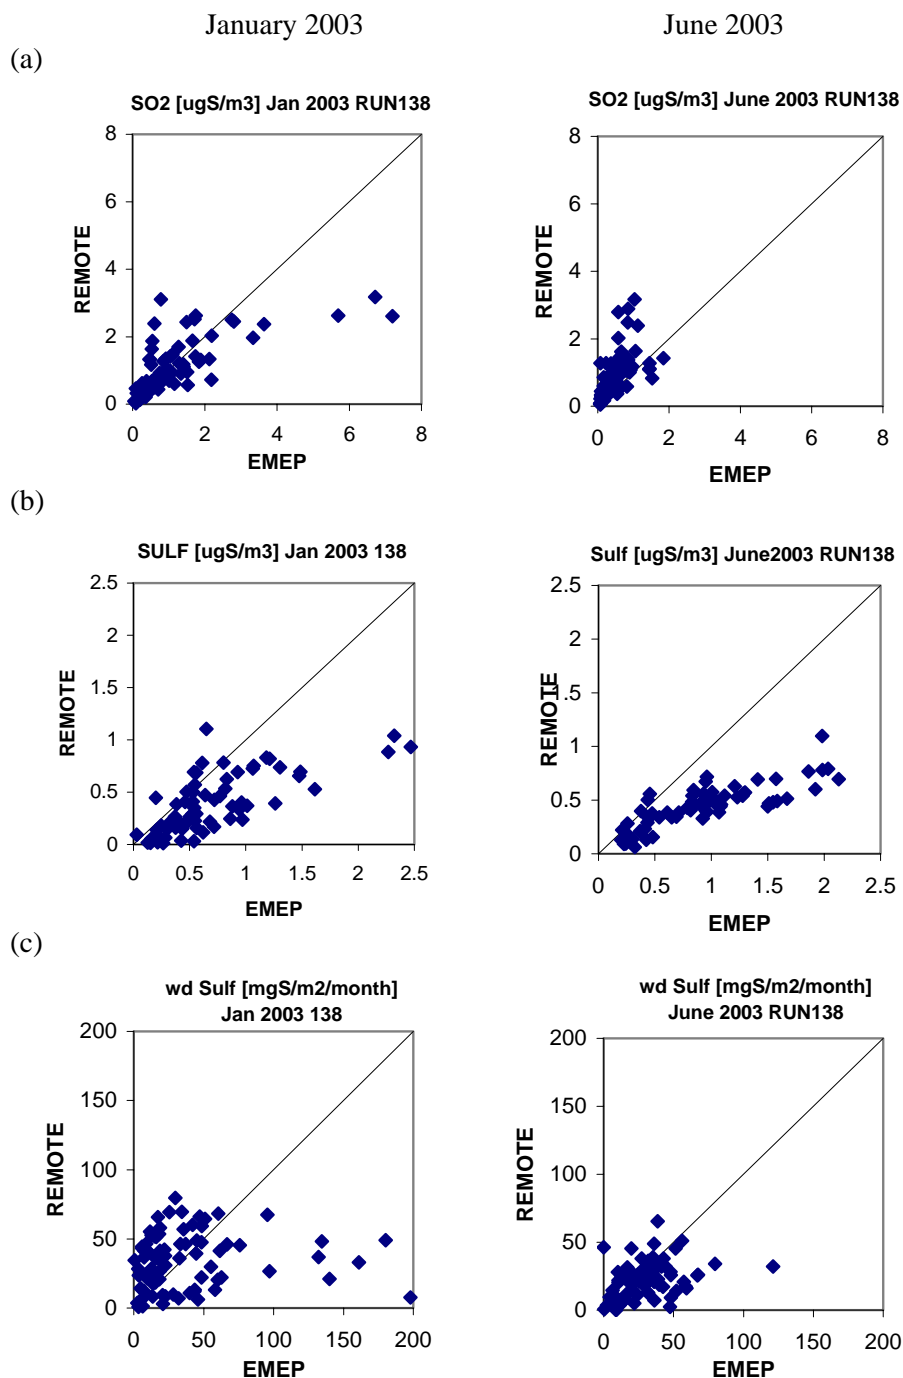 January 2003 June 2003
(a)
SO2 [ugS/m3] Jan 2003 RUN138
8
6
4
2
0
0 2 4 6 8
REMOTE
EMEP
SO2 [ugS/m3] June 2003 RUN138
8
6
4
2
0
0 2 4 6 8
REMOTE
EMEP
(b)
SULF [ugS/m3] Jan 2003 138
2.5
2
1.5
1
0.5
0
0 0.5 1 1.5 2 2.5
REMOTE
EMEP
Sulf [ugS/m3] June2003 RUN138
2.5
2
1.5
1
0.5
0
0 0.5 1 1.5 2 2.5
REMOTE
EMEP
(c)
wd Sulf [mgS/m2/month]
Jan 2003 138
200
150
100
50
0
0 50 100 150 200
REMOTE
EMEP
wd Sulf [mgS/m2/month]
June 2003 RUN138
200
150
100
50
0
0 50 100 150 200
REMOTE
EMEP